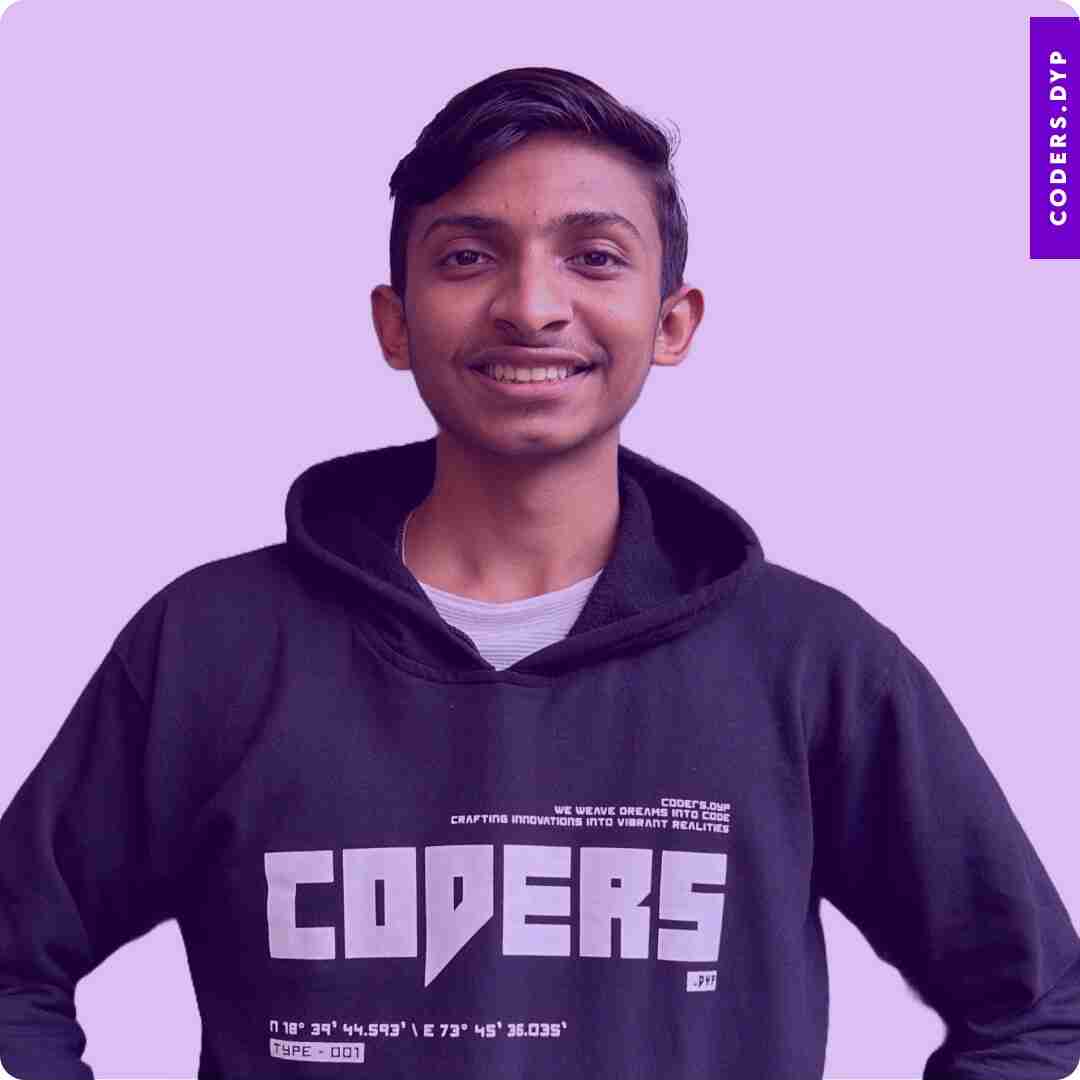 CODERS.DYP
CODERS.DYP
WE WEAVE DREAMS INTO CODE
CRAFTING INNOVATIONS INTO VIBRANT REALITIES
CODERS
.DYP
N 18° 39' 44.593' \ E 73° 45' 36.035'
TYPE - 001